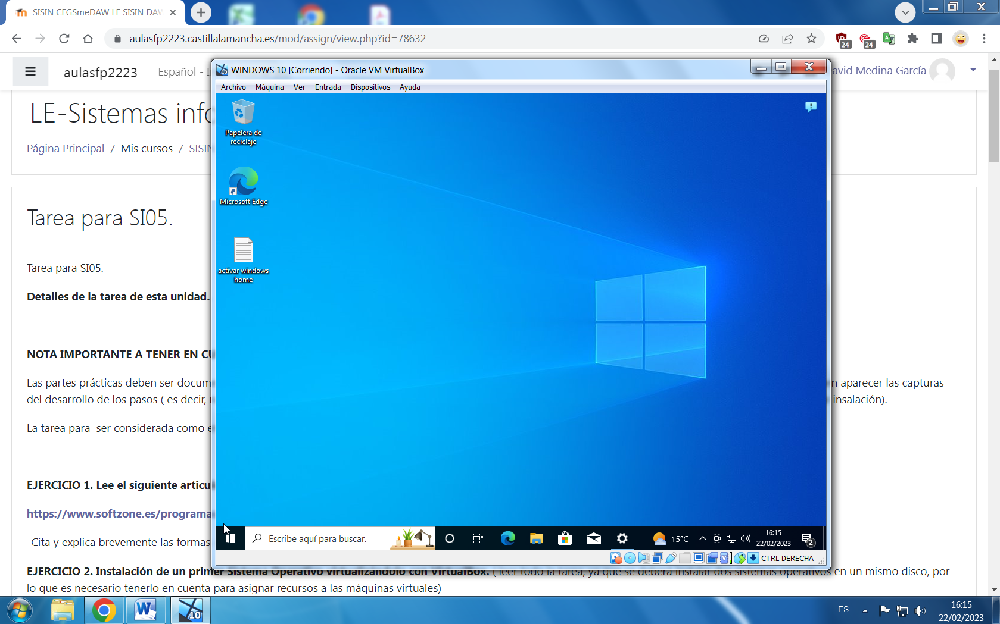 SISIN CFGSmeDAW LE SISIN DAW
aulasfp2223.castillalamancha.es/mod/assign/view.php?id=78632
24
24
aulasfp2223
Español - I
avid Medina García
LE-Sistemas info
Página Principal / Mis cursos / SISIN
Tarea para SI05.
Tarea para SI05.
Detalles de la tarea de esta unidad.
NOTA IMPORTANTE A TENER EN CU
Las partes prácticas deben ser docum
n aparecer las capturas
del desarrollo de los pasos ( es decir,
insalación).
La tarea para ser considerada como e
EJERCICIO 1. Lee el siguiente articu
https://www.softzone.es/programa
-Cita y explica brevemente las formas
EJERCICIO 2. Instalación de un primer Sistema Operativo virtualizándolo con VirtualBox. ( leer todo la tarea, ya que se deberá instalar dos sistemas operativos en un mismo disco, por
lo que es necesario tenerlo en cuenta para asignar recursos a las máquinas virtuales)
WINDOWS 10 [Corriendo] - Oracle VM VirtualBox
Archivo Máquina Ver Entrada Dispositivos Ayuda
Papelera de
reciclaje
Microsoft Edge
activar windows
home
Escribe aquí para buscar.
15°C
16:15
22/02/2023
2
CTRL DERECHA
W
10
ES
16:15
22/02/2023